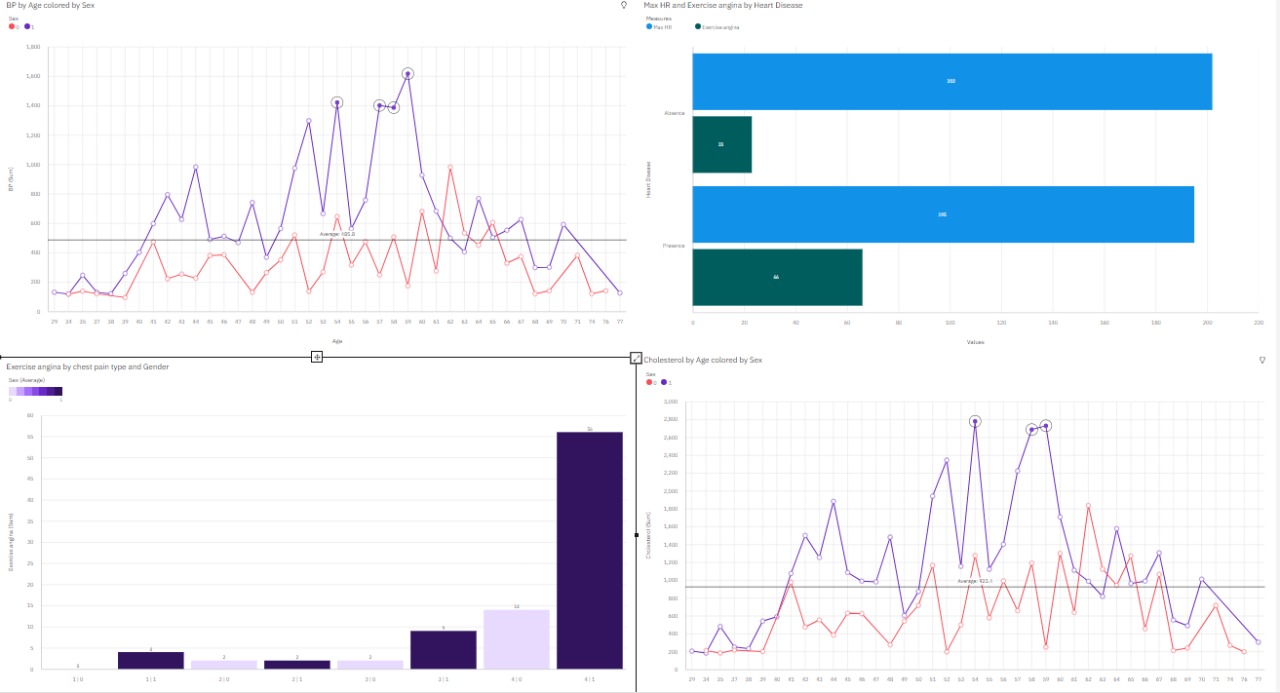 BP by Age colored by Sex
Sex
0 1
1,800
1,600
1,400
1,200
1,000
800
600
400
200
0
BP (Sum)
Average: 495.8
29 34 35 37 38 39 40 41 42 43 44 45 46 47 48 49 50 51 52 53 54 55 56 57 58 59 60 61 62 63 64 65 66 67 68 69 70 71 74 76 77
Age
Max HR and Exercise angina by Heart Disease
Measures
Max HR Exercise angina
Heart Disease
Absence
Presence
66
0 20 40 60 80 100 120 140 160 180 200 220
Values
Exercise angina by chest pain type and Gender
Sex (Average)
0 1
60
55
50
45
40
35
30
25
20
15
10
5
0
Exercise angina (Sum)
0 4 2 2 2 9 14 56
1 | 0 1 | 1 2 | 0 2 | 1 3 | 0 3 | 1 4 | 0 4 | 1
Cholesterol by Age colored by Sex
Sex
0 1
3,000
2,800
2,600
2,400
2,200
2,000
1,800
1,600
1,400
1,200
1,000
800
600
400
200
0
Cholesterol (Sum)
29 34 35 37 38 39 40 41 42 43 44 45 46 47 48 49 50 51 52 53 54 55 56 57 58 59 60 61 62 63 64 65 66 67 68 69 70 71 74 76 77